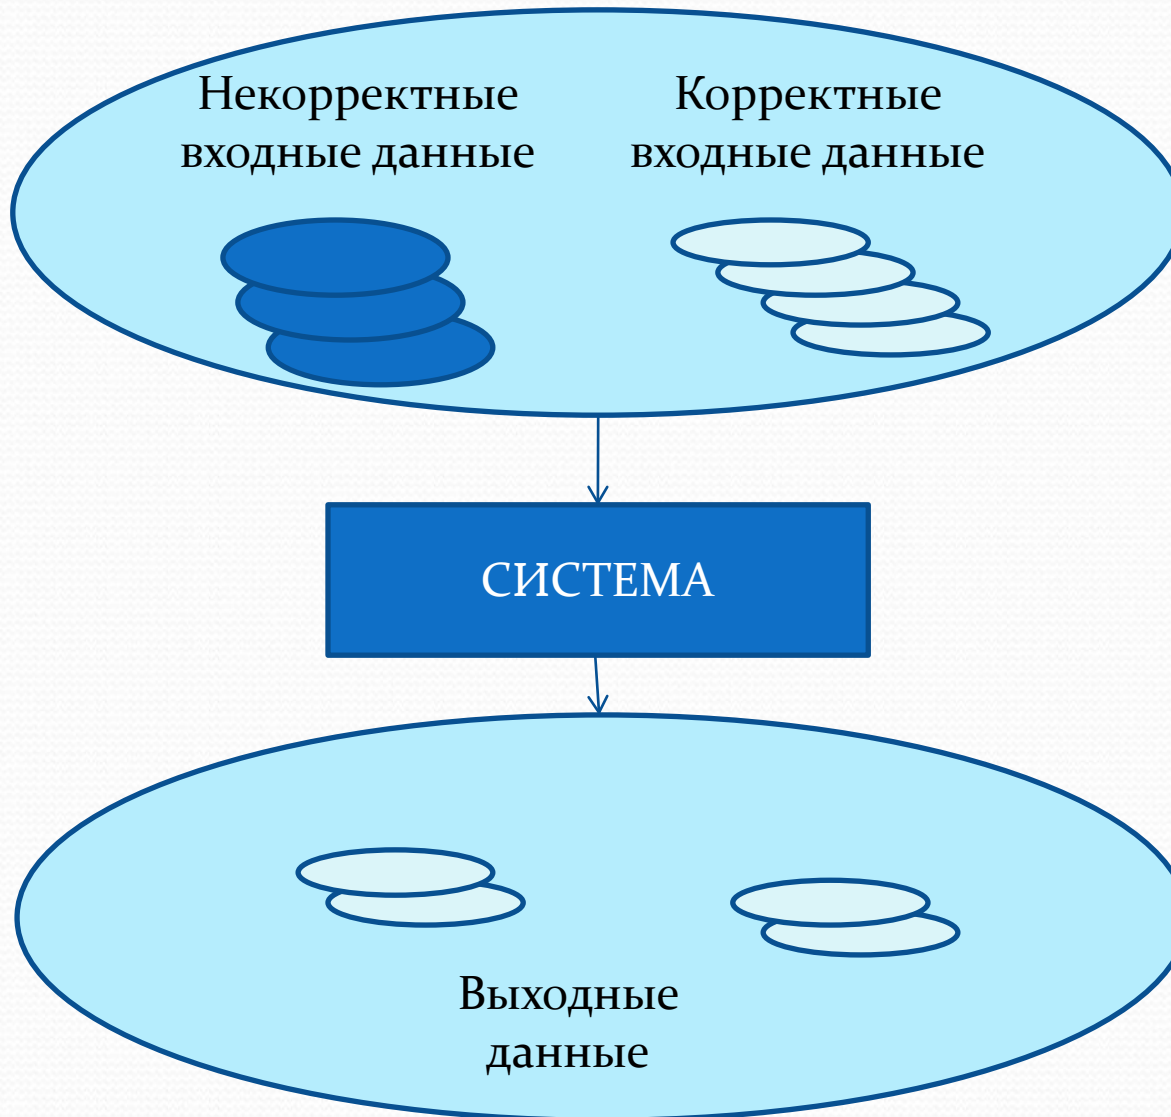 Некорректные
входные данные
Корректные
входные данные
СИСТЕМА
Выходные
данные